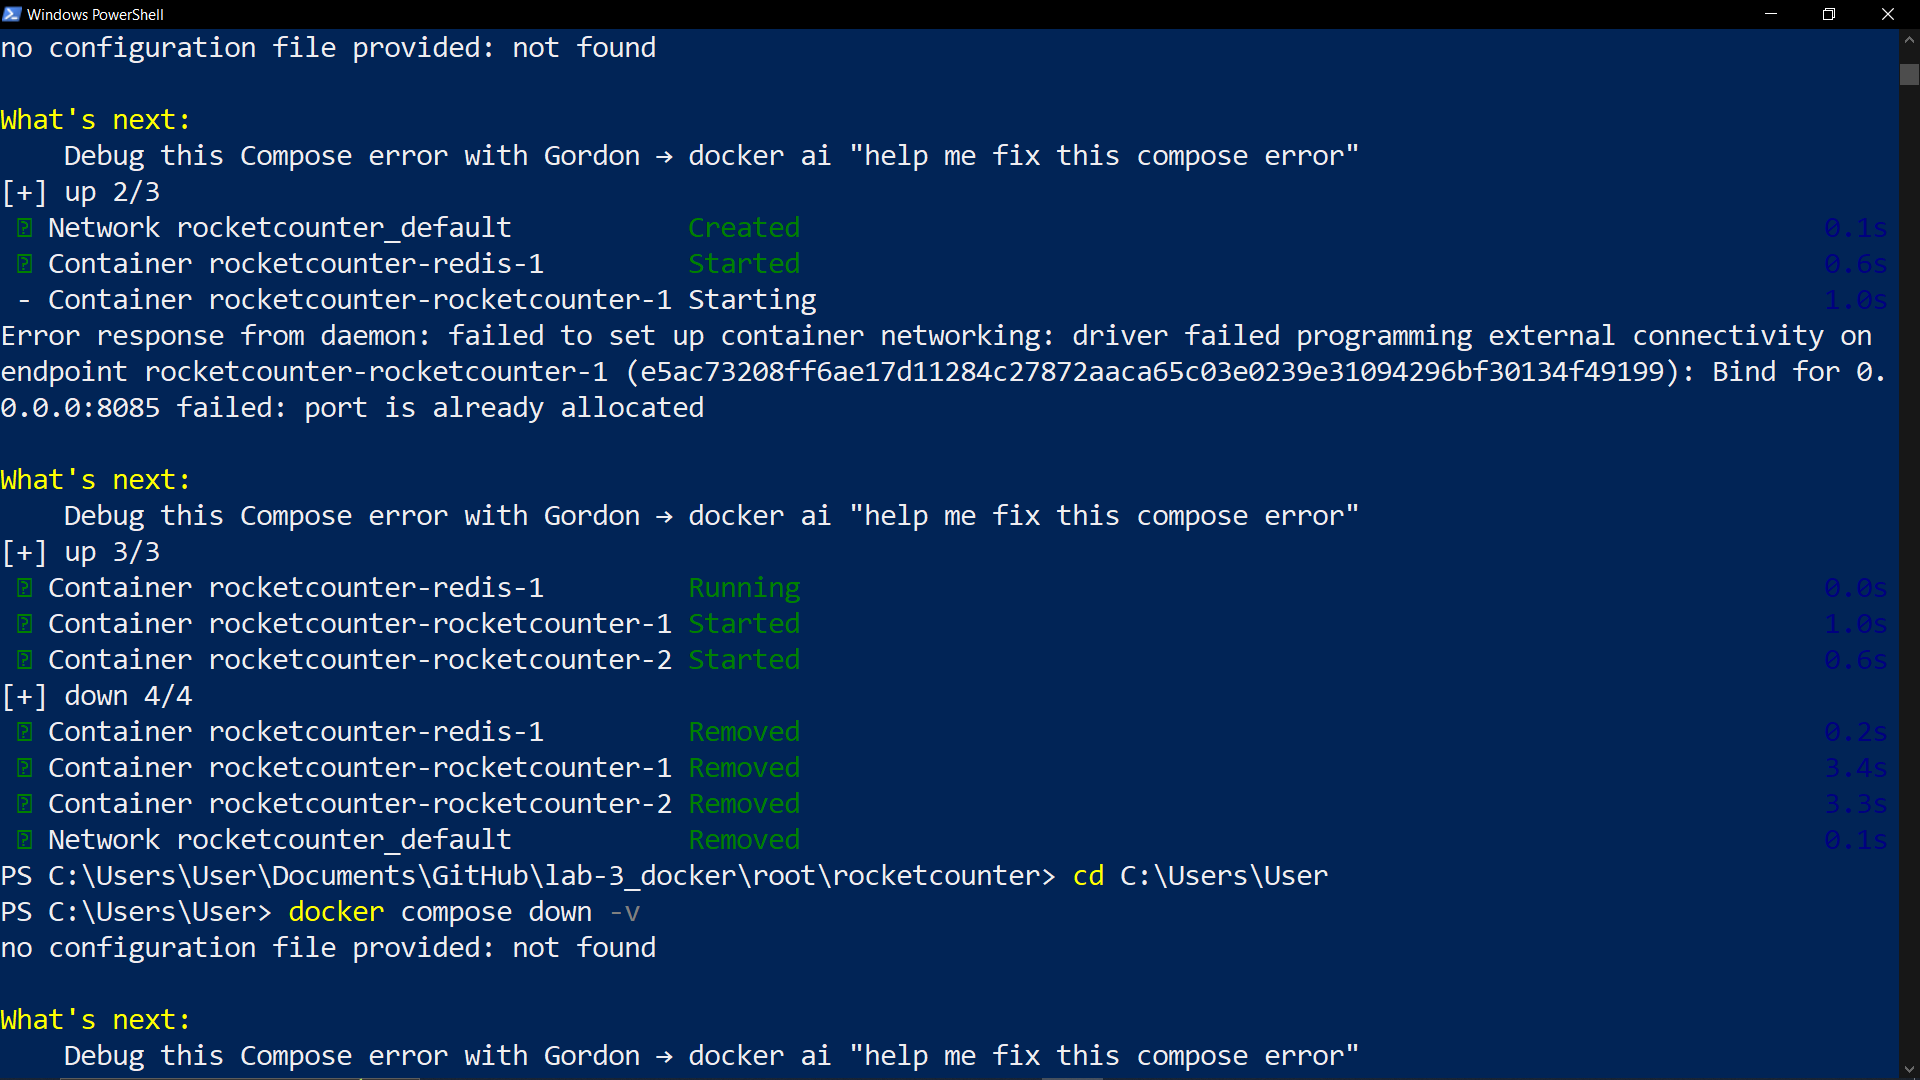 Windows PowerShell
no configuration file provided: not found
What's next:
Debug this Compose error with Gordon → docker ai "help me fix this compose error"
[+] up 2/3
Network rocketcounter_default Created 0.1s
Container rocketcounter-redis-1 Started 0.6s
- Container rocketcounter-rocketcounter-1 Starting 1.0s
Error response from daemon: failed to set up container networking: driver failed programming external connectivity on
endpoint rocketcounter-rocketcounter-1 (e5ac73208ff6ae17d11284c27872aaca65c03e0239e31094296bf30134f49199): Bind for 0.
0.0.0:8085 failed: port is already allocated
What's next:
Debug this Compose error with Gordon → docker ai "help me fix this compose error"
[+] up 3/3
Container rocketcounter-redis-1 Running 0.0s
Container rocketcounter-rocketcounter-1 Started 1.0s
Container rocketcounter-rocketcounter-2 Started 0.6s
[+] down 4/4
Container rocketcounter-redis-1 Removed 0.2s
Container rocketcounter-rocketcounter-1 Removed 3.4s
Container rocketcounter-rocketcounter-2 Removed 3.3s
Network rocketcounter_default Removed 0.1s
PS C:\Users\User\Documents\GitHub\lab-3_docker\root\rocketcounter> cd C:\Users\User
PS C:\Users\User> docker compose down -v
no configuration file provided: not found
What's next:
Debug this Compose error with Gordon → docker ai "help me fix this compose error"